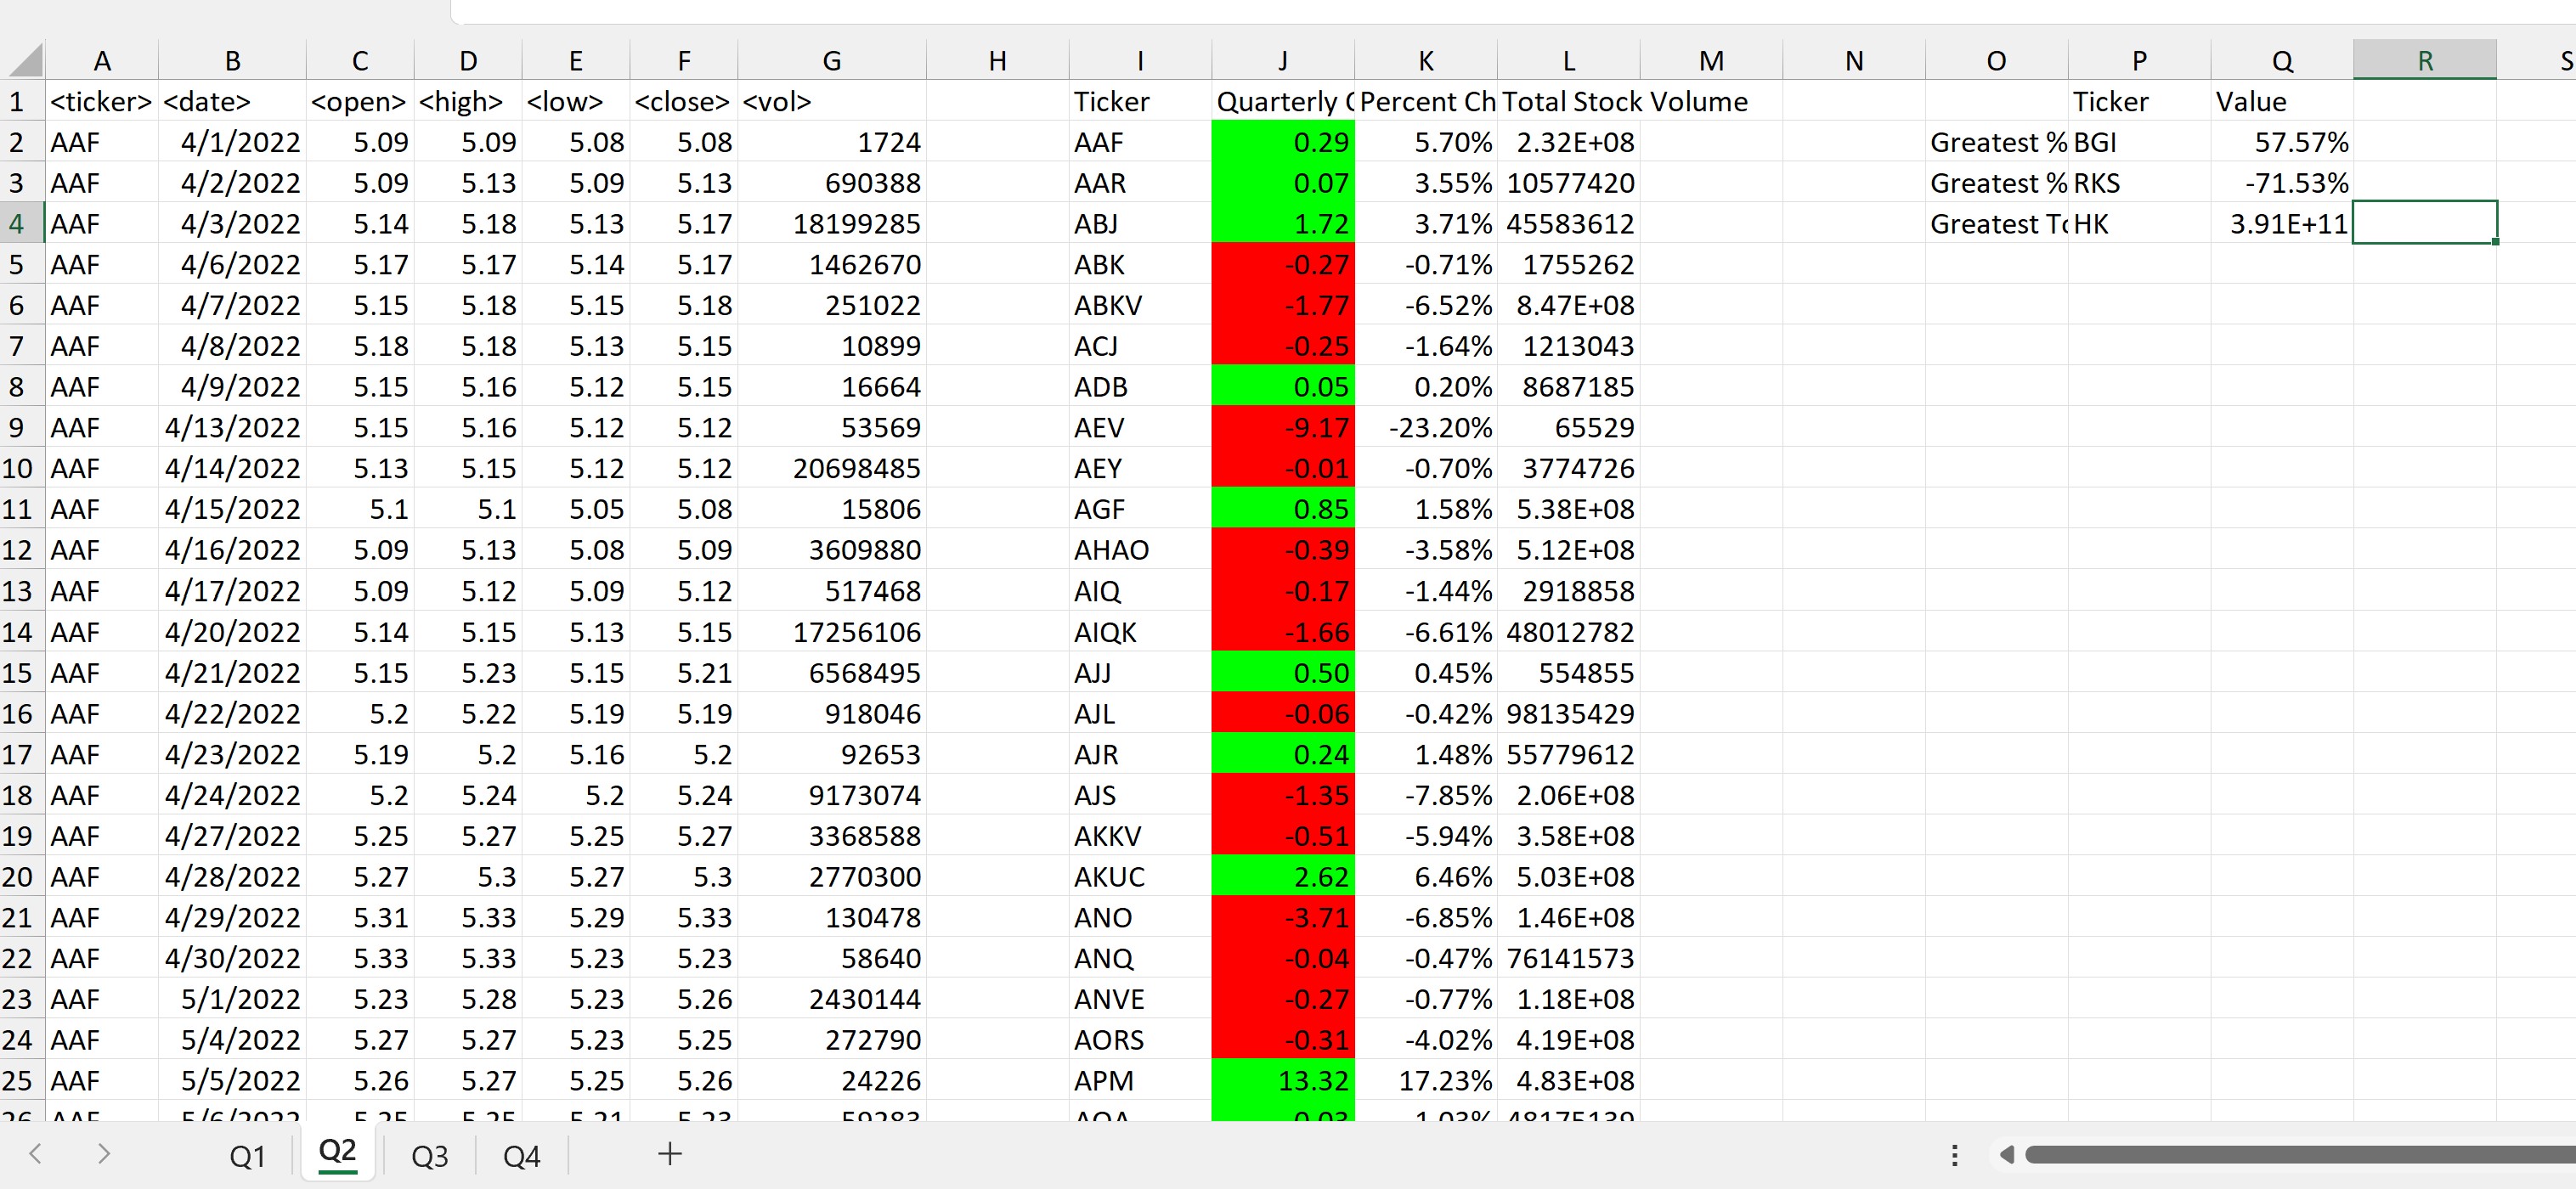 A B C D E F G H I J K L M N O P Q R S
1 <ticker> <date> <open> <high> <low> <close> <vol> Ticker Quarterly C Percent Ch Total Stock Volume Ticker Value
2 AAF 4/1/2022 5.09 5.09 5.08 5.08 1724 AAF 0.29 5.70% 2.32E+08 Greatest % BGI 57.57%
3 AAF 4/2/2022 5.09 5.13 5.09 5.13 690388 AAR 0.07 3.55% 10577420 Greatest % RKS -71.53%
4 AAF 4/3/2022 5.14 5.18 5.13 5.17 18199285 ABJ 1.72 3.71% 45583612 Greatest To HK 3.91E+11
5 AAF 4/6/2022 5.17 5.17 5.14 5.17 1462670 ABK -0.27 -0.71% 1755262
6 AAF 4/7/2022 5.15 5.18 5.15 5.18 251022 ABKV -1.77 -6.52% 8.47E+08
7 AAF 4/8/2022 5.18 5.18 5.13 5.15 10899 ACJ -0.25 -1.64% 1213043
8 AAF 4/9/2022 5.15 5.16 5.12 5.15 16664 ADB 0.05 0.20% 8687185
9 AAF 4/13/2022 5.15 5.16 5.12 5.12 53569 AEV -9.17 -23.20% 65529
10 AAF 4/14/2022 5.13 5.15 5.12 5.12 20698485 AEY -0.01 -0.70% 3774726
11 AAF 4/15/2022 5.1 5.1 5.05 5.08 15806 AGF 0.85 1.58% 5.38E+08
12 AAF 4/16/2022 5.09 5.13 5.08 5.09 3609880 AHAO -0.39 -3.58% 5.12E+08
13 AAF 4/17/2022 5.09 5.12 5.09 5.12 517468 AIQ -0.17 -1.44% 2918858
14 AAF 4/20/2022 5.14 5.15 5.13 5.15 17256106 AIQK -1.66 -6.61% 48012782
15 AAF 4/21/2022 5.15 5.23 5.15 5.21 6568495 AJJ 0.50 0.45% 554855
16 AAF 4/22/2022 5.2 5.22 5.19 5.19 918046 AJL -0.06 -0.42% 98135429
17 AAF 4/23/2022 5.19 5.2 5.16 5.2 92653 AJR 0.24 1.48% 55779612
18 AAF 4/24/2022 5.2 5.24 5.2 5.24 9173074 AJS -1.35 -7.85% 2.06E+08
19 AAF 4/27/2022 5.25 5.27 5.25 5.27 3368588 AKKV -0.51 -5.94% 3.58E+08
20 AAF 4/28/2022 5.27 5.3 5.27 5.3 2770300 AKUC 2.62 6.46% 5.03E+08
21 AAF 4/29/2022 5.31 5.33 5.29 5.33 130478 ANO -3.71 -6.85% 1.46E+08
22 AAF 4/30/2022 5.33 5.33 5.23 5.23 58640 ANQ -0.04 -0.47% 76141573
23 AAF 5/1/2022 5.23 5.28 5.23 5.26 2430144 ANVE -0.27 -0.77% 1.18E+08
24 AAF 5/4/2022 5.27 5.27 5.23 5.25 272790 AORS -0.31 -4.02% 4.19E+08
25 AAF 5/5/2022 5.26 5.27 5.25 5.26 24226 APM 13.32 17.23% 4.83E+08
26 AAF 5/6/2022 5.25 5.25 5.21 5.23
Q1 Q2 Q3 Q4